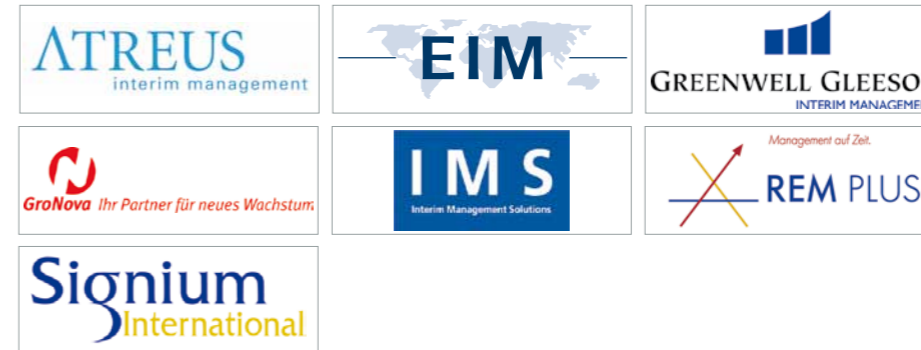 ATREUS
interim management
EIM
GREENWELL GLEESO
INTERIM MANAGEME
GroNova Ihr Partner für neues Wachstum
IMS
Interim Management Solutions
Management auf Zeit.
REM PLUS
Signium
International